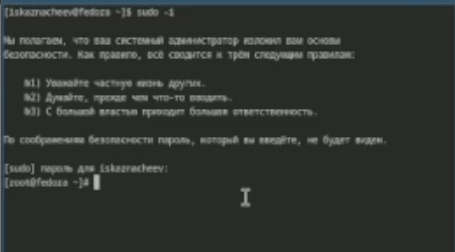 [iskaznacheev@fedora ~]$ sudo -i
Мы полагаем, что ваш системный администратор изложил вам основы
безопасности. Как правило, всё сводится к трём следующим правилам:
№1) Уважайте частную жизнь других.
№2) Думайте, прежде чем что-то вводить.
№3) С большой властью приходит большая ответственность.
По соображениям безопасности пароль, который вы введёте, не будет виден.
[sudo] пароль для iskaznacheev:
[root@fedora ~]#